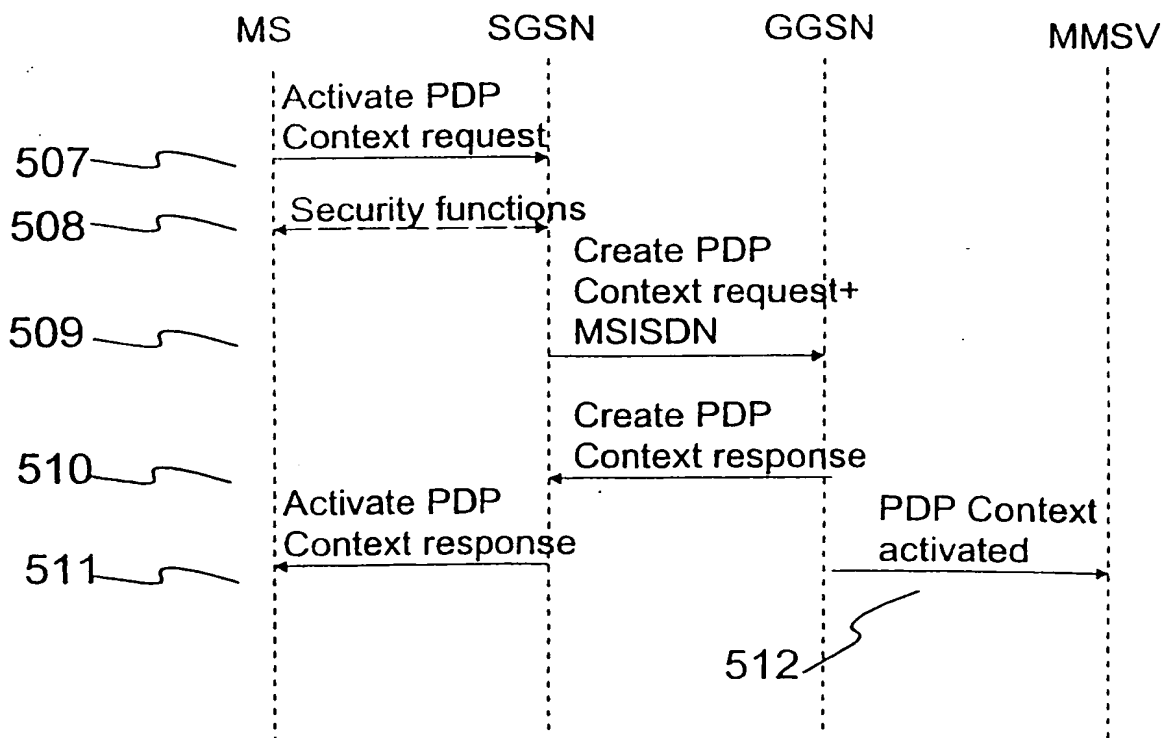 MS SGSN GGSN MMSV
Activate PDP
Context request
507
508
Security functions
Create PDP
Context request+
MSISDN
509
Create PDP
Context response
510
Activate PDP
Context response
511
PDP Context
activated
512